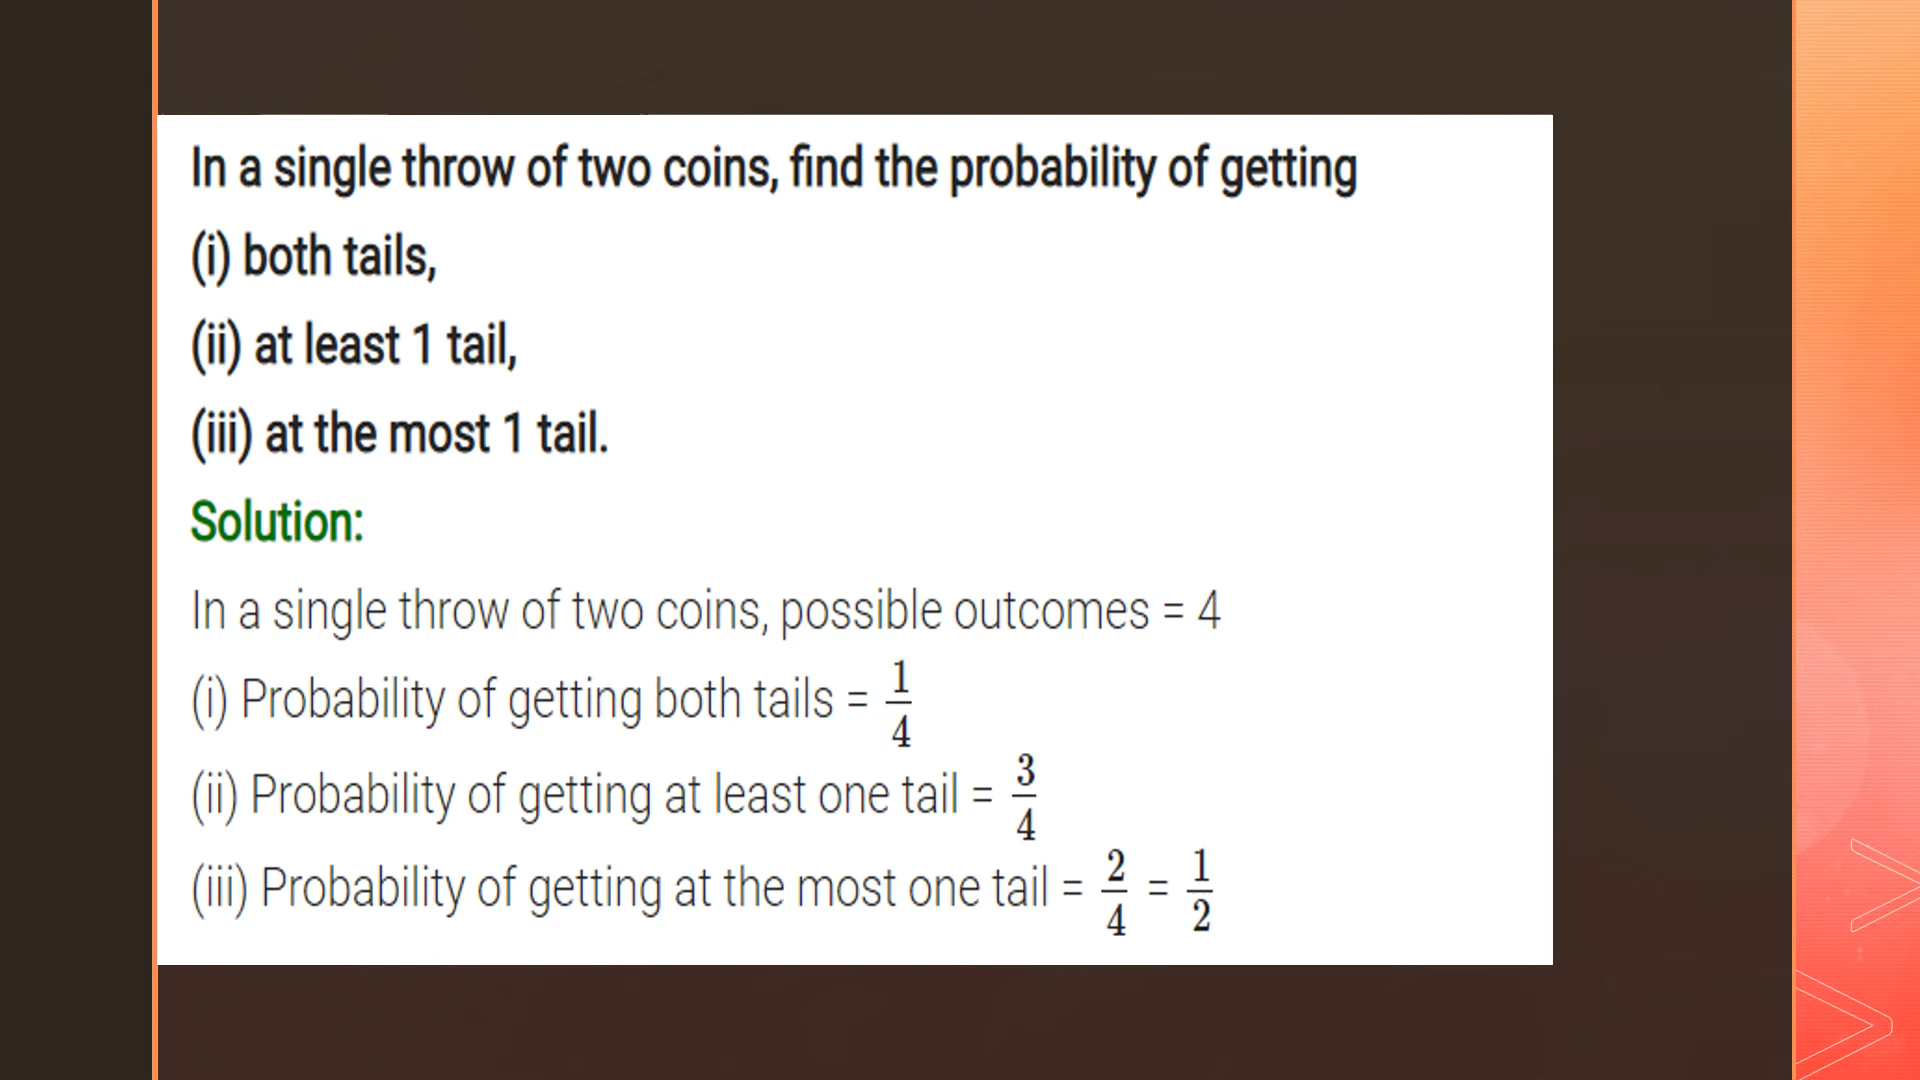 In a single throw of two coins, find the probability of getting
(i) both tails,
(ii) at least 1 tail,
(iii) at the most 1 tail.
Solution:
In a single throw of two coins, possible outcomes = 4
(i) Probability of getting both tails = 1/4
(ii) Probability of getting at least one tail = 3/4
(iii) Probability of getting at the most one tail = 2/4 = 1/2